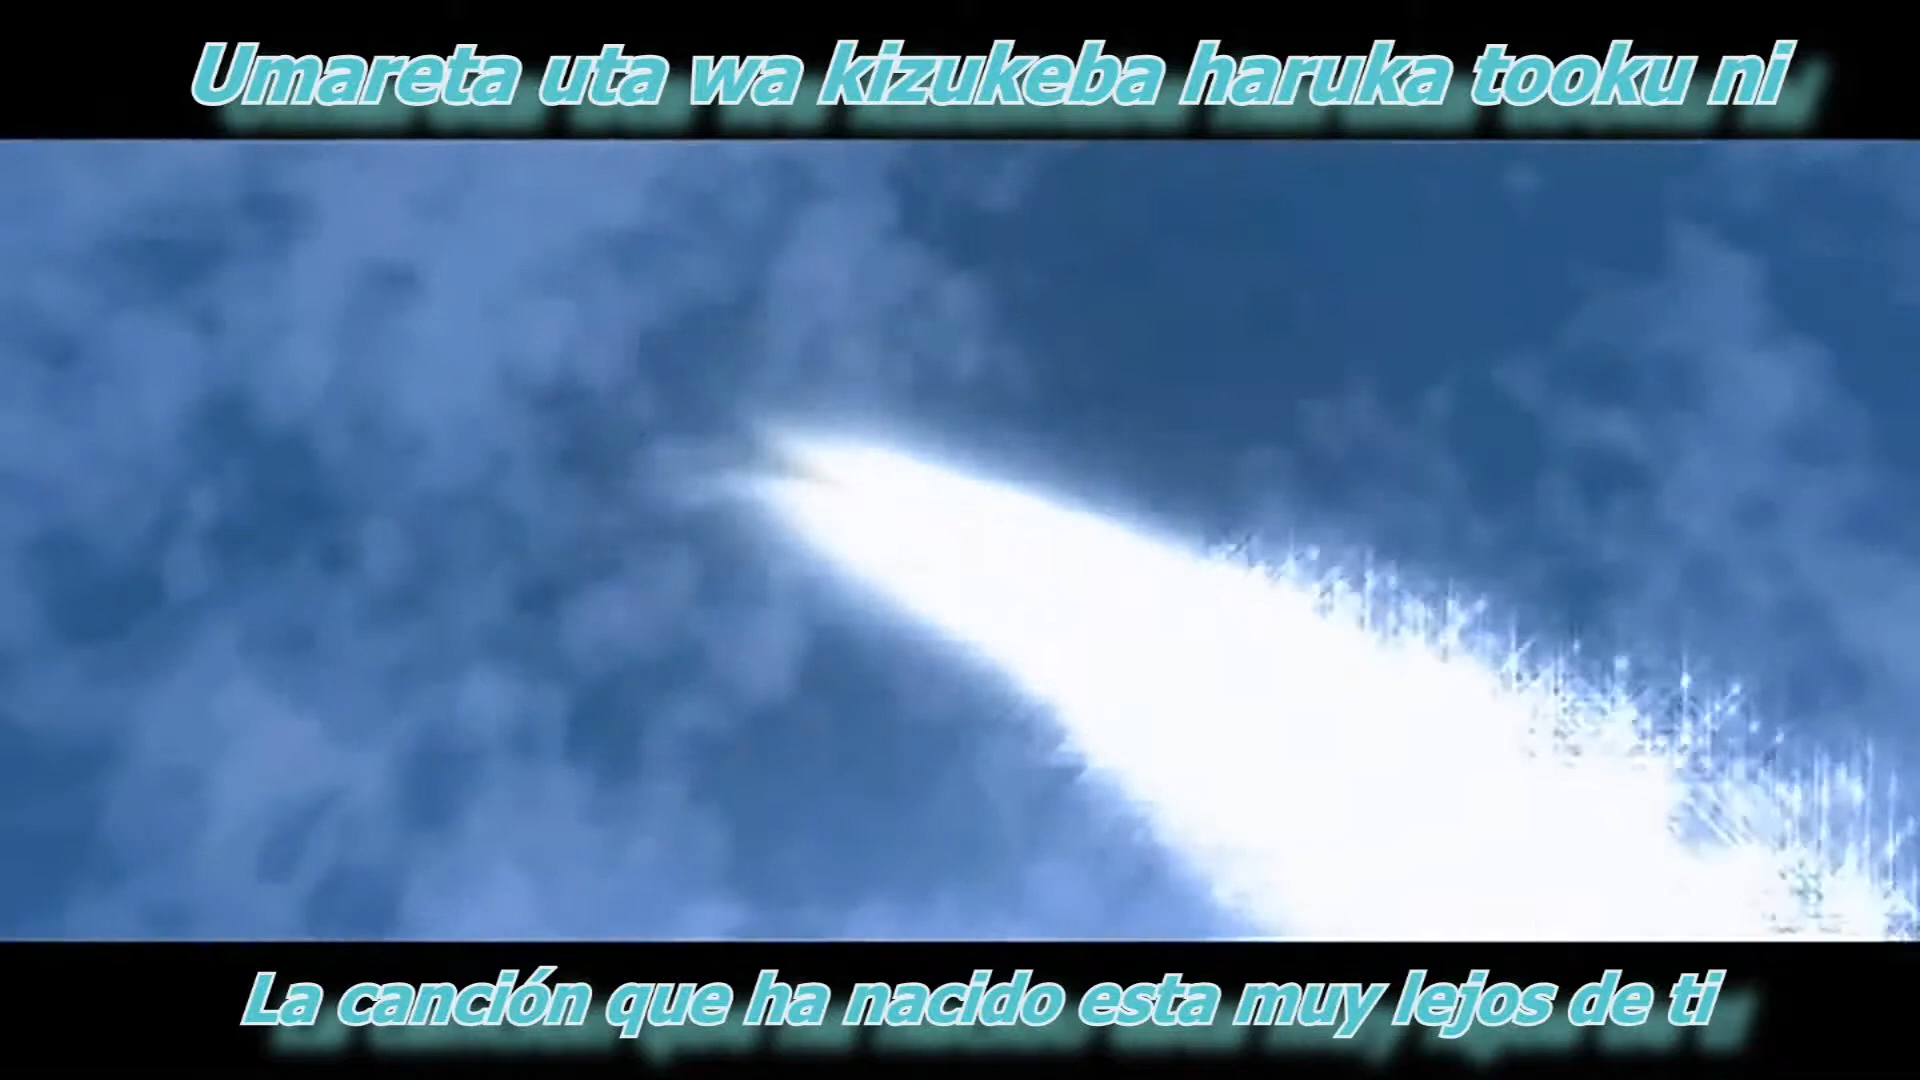 Umareta uta wa kizukeba haruka tooku ni
La canción que ha nacido esta muy lejos de ti